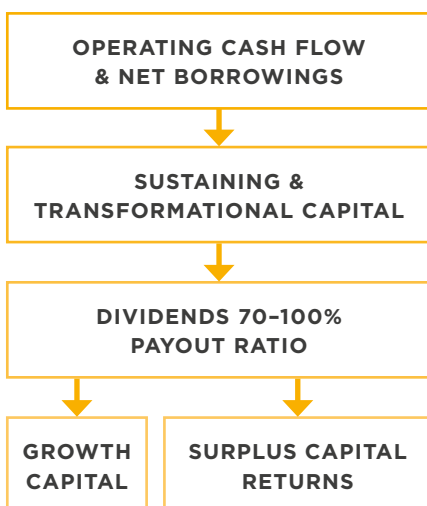 OPERATING CASH FLOW
& NET BORROWINGS
SUSTAINING &
TRANSFORMATIONAL CAPITAL
DIVIDENDS 70–100%
PAYOUT RATIO
GROWTH
CAPITAL
SURPLUS CAPITAL
RETURNS